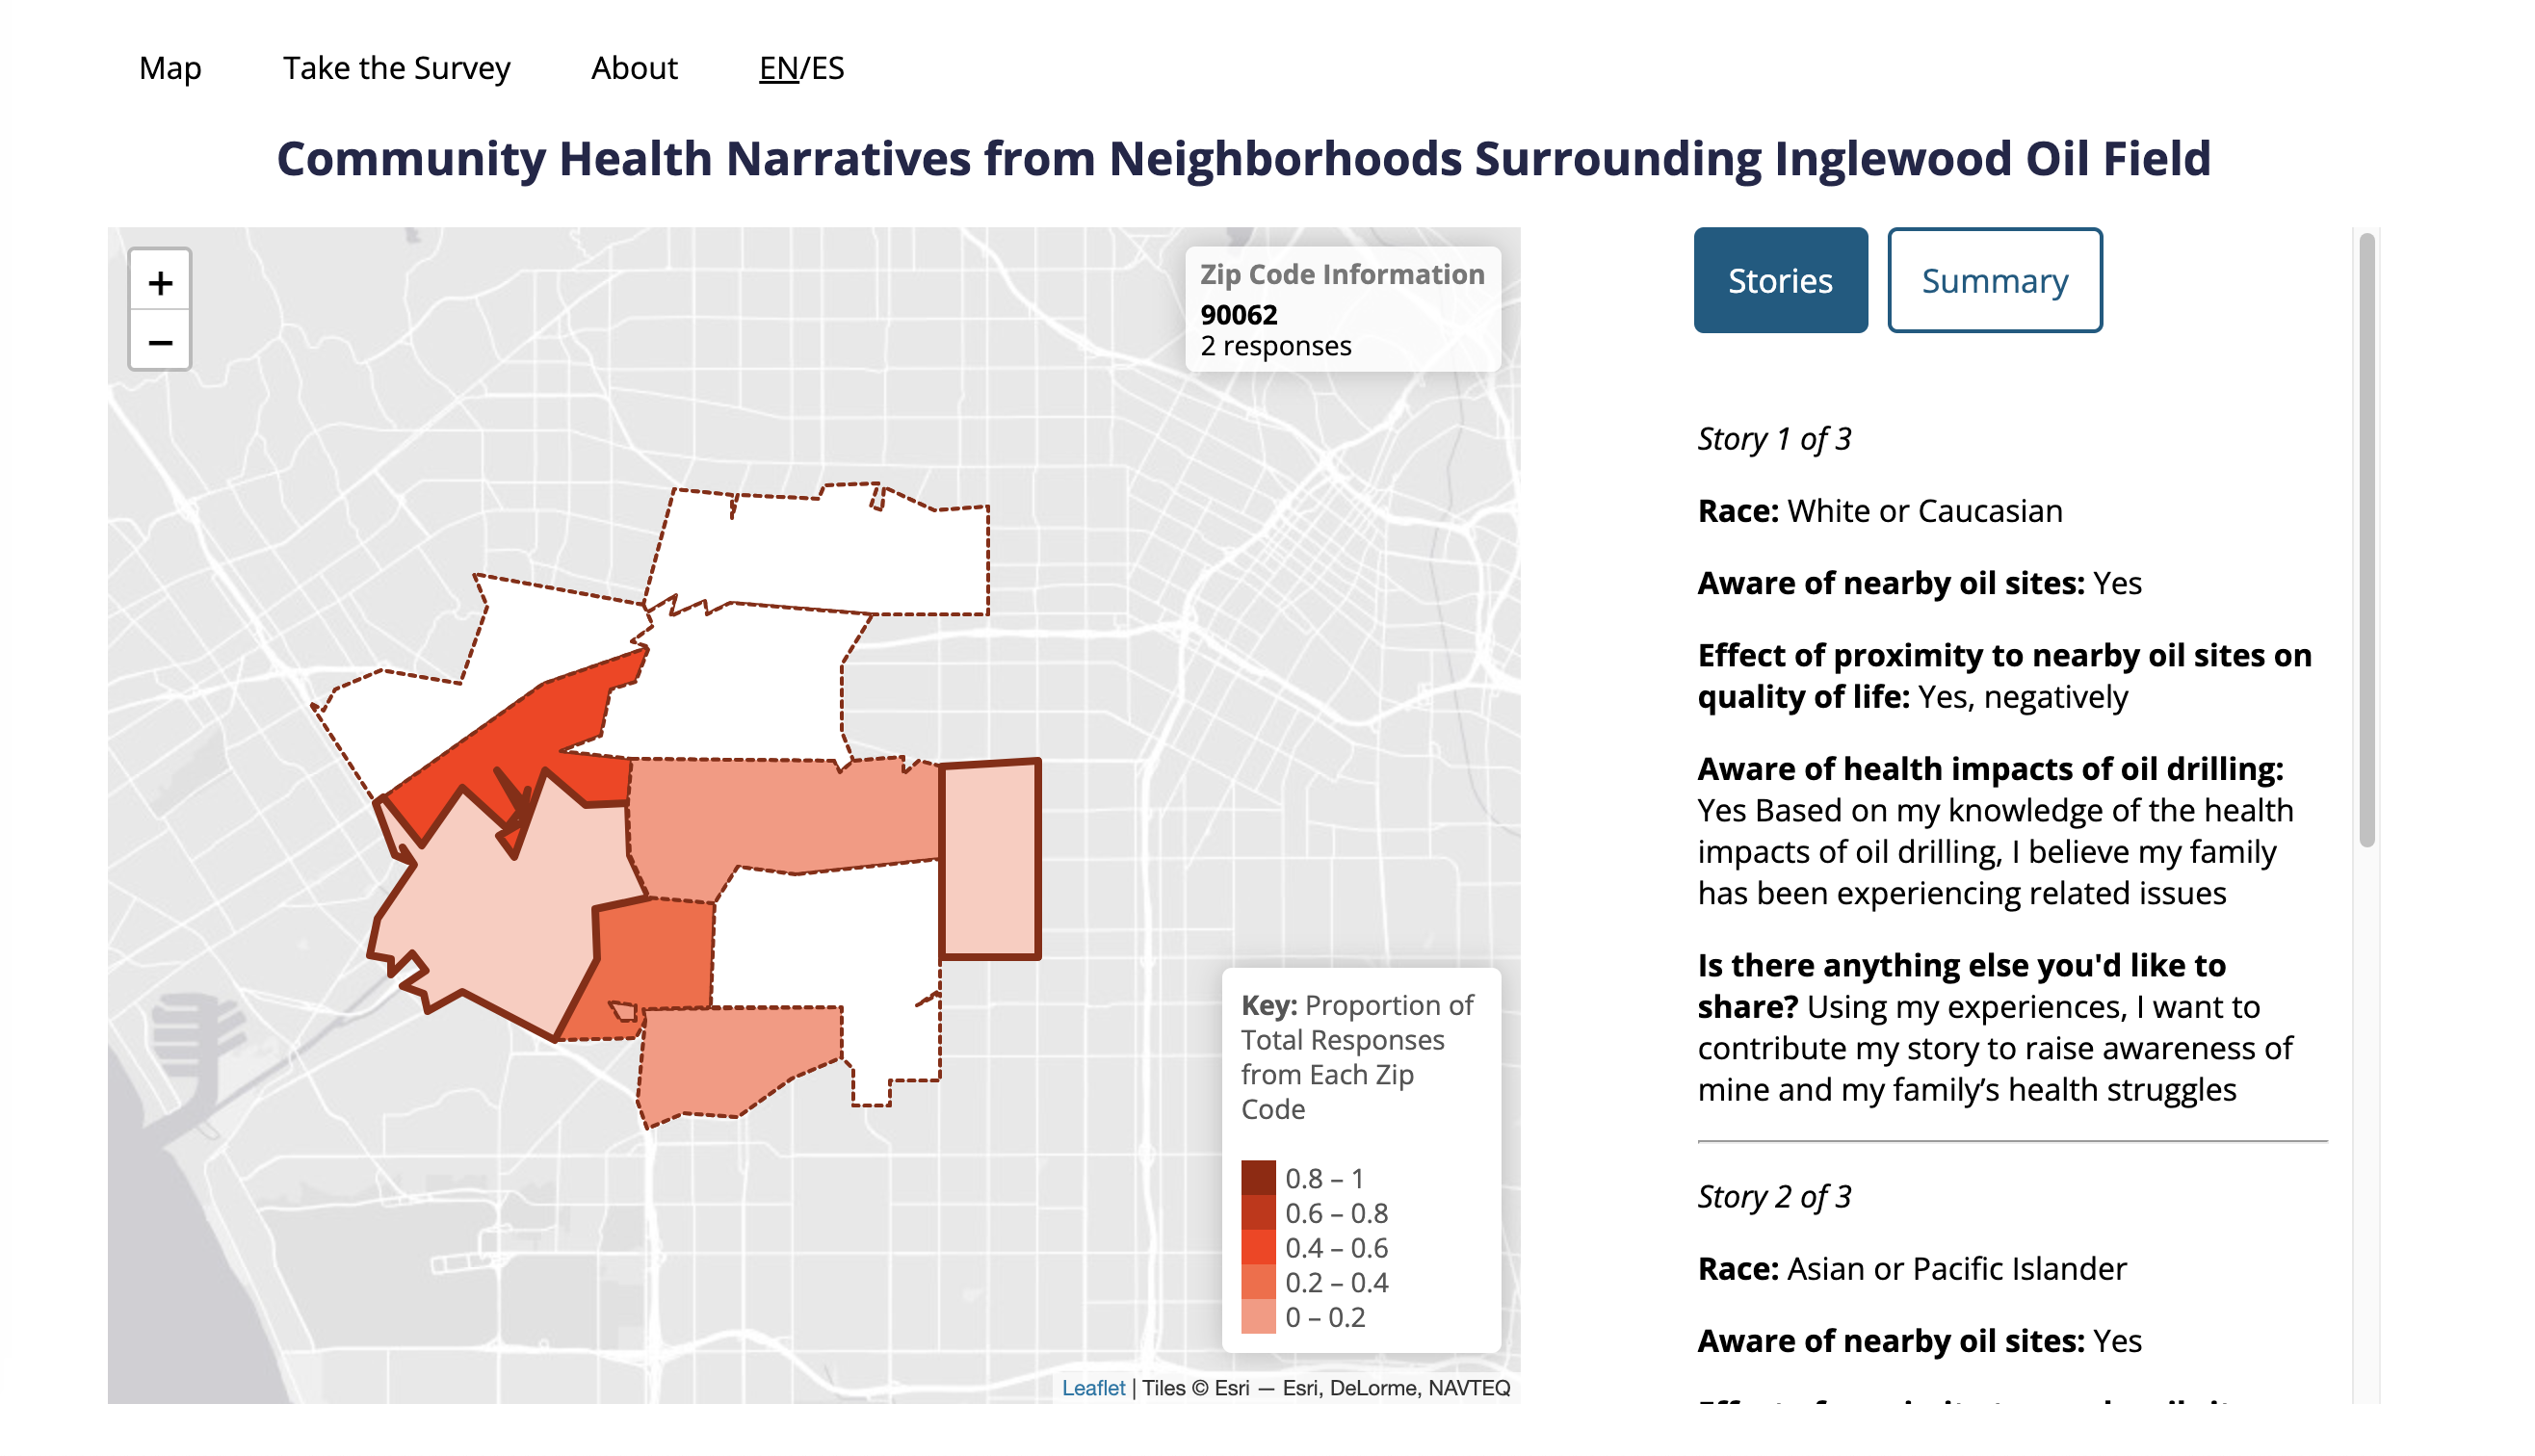 Map Take the Survey About EN/ES
Community Health Narratives from Neighborhoods Surrounding Inglewood Oil Field
+
−
Zip Code Information
90062
2 responses
Key: Proportion of
Total Responses
from Each Zip
Code
0.8 – 1
0.6 – 0.8
0.4 – 0.6
0.2 – 0.4
0 – 0.2
Leaflet | Tiles © Esri — Esri, DeLorme, NAVTEQ
Stories Summary
Story 1 of 3
Race: White or Caucasian
Aware of nearby oil sites: Yes
Effect of proximity to nearby oil sites on
quality of life: Yes, negatively
Aware of health impacts of oil drilling:
Yes Based on my knowledge of the health
impacts of oil drilling, I believe my family
has been experiencing related issues
Is there anything else you'd like to
share? Using my experiences, I want to
contribute my story to raise awareness of
mine and my family’s health struggles
Story 2 of 3
Race: Asian or Pacific Islander
Aware of nearby oil sites: Yes